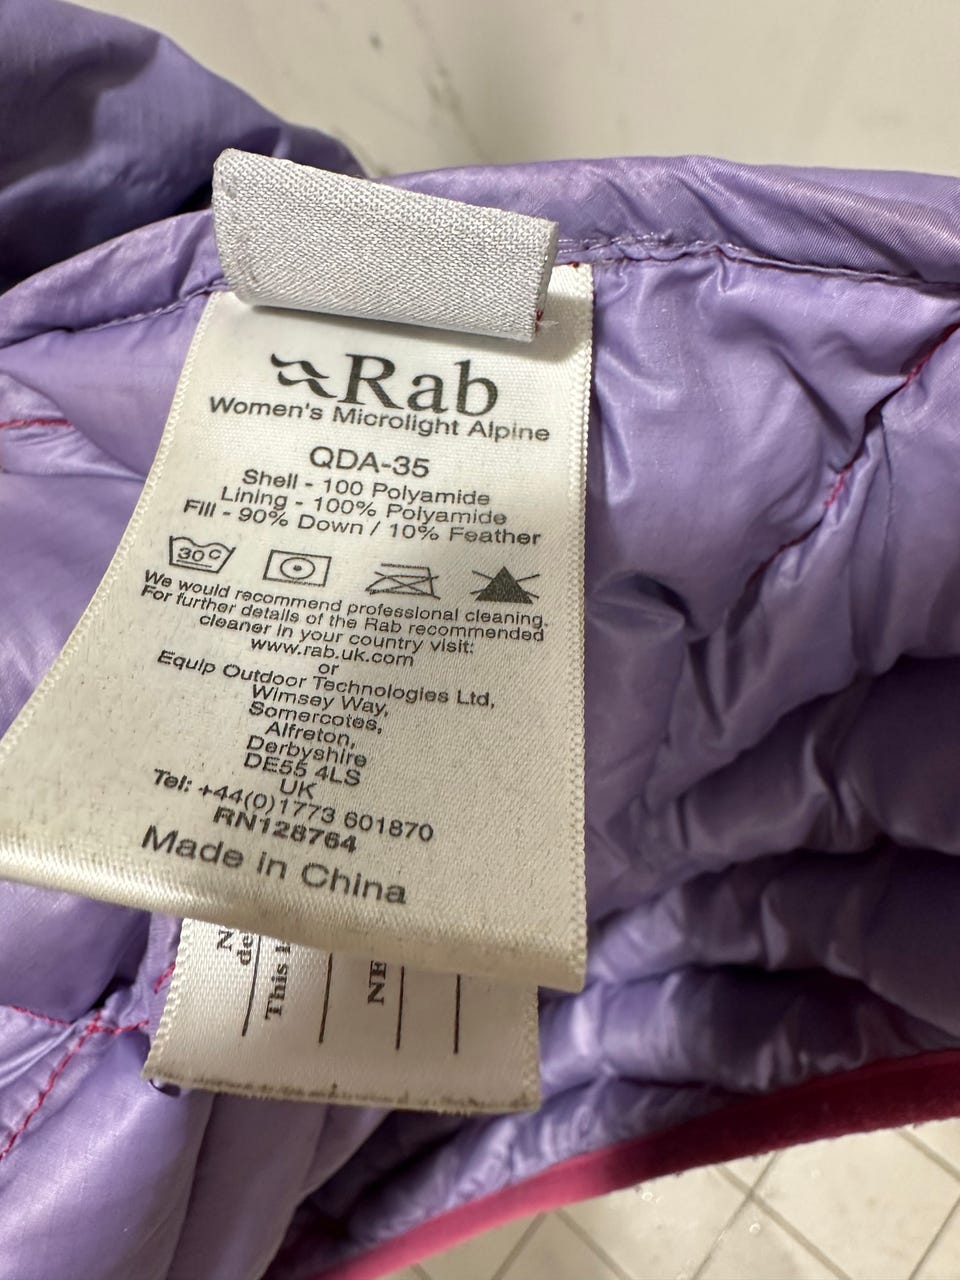 Rab
Women's Microlight Alpine
QDA-35
Shell - 100 Polyamide
Lining - 100% Polyamide
Fill - 90% Down / 10% Feather
30°C
We would recommend professional cleaning.
For further details of the Rab recommended
cleaner in your country visit:
www.rab.uk.com
or
Equip Outdoor Technologies Ltd,
Wimsey Way,
Somercotes,
Alfreton,
Derbyshire
DE55 4LS
UK
Tel: +44(0)1773 601870
RN128764
Made in China
This